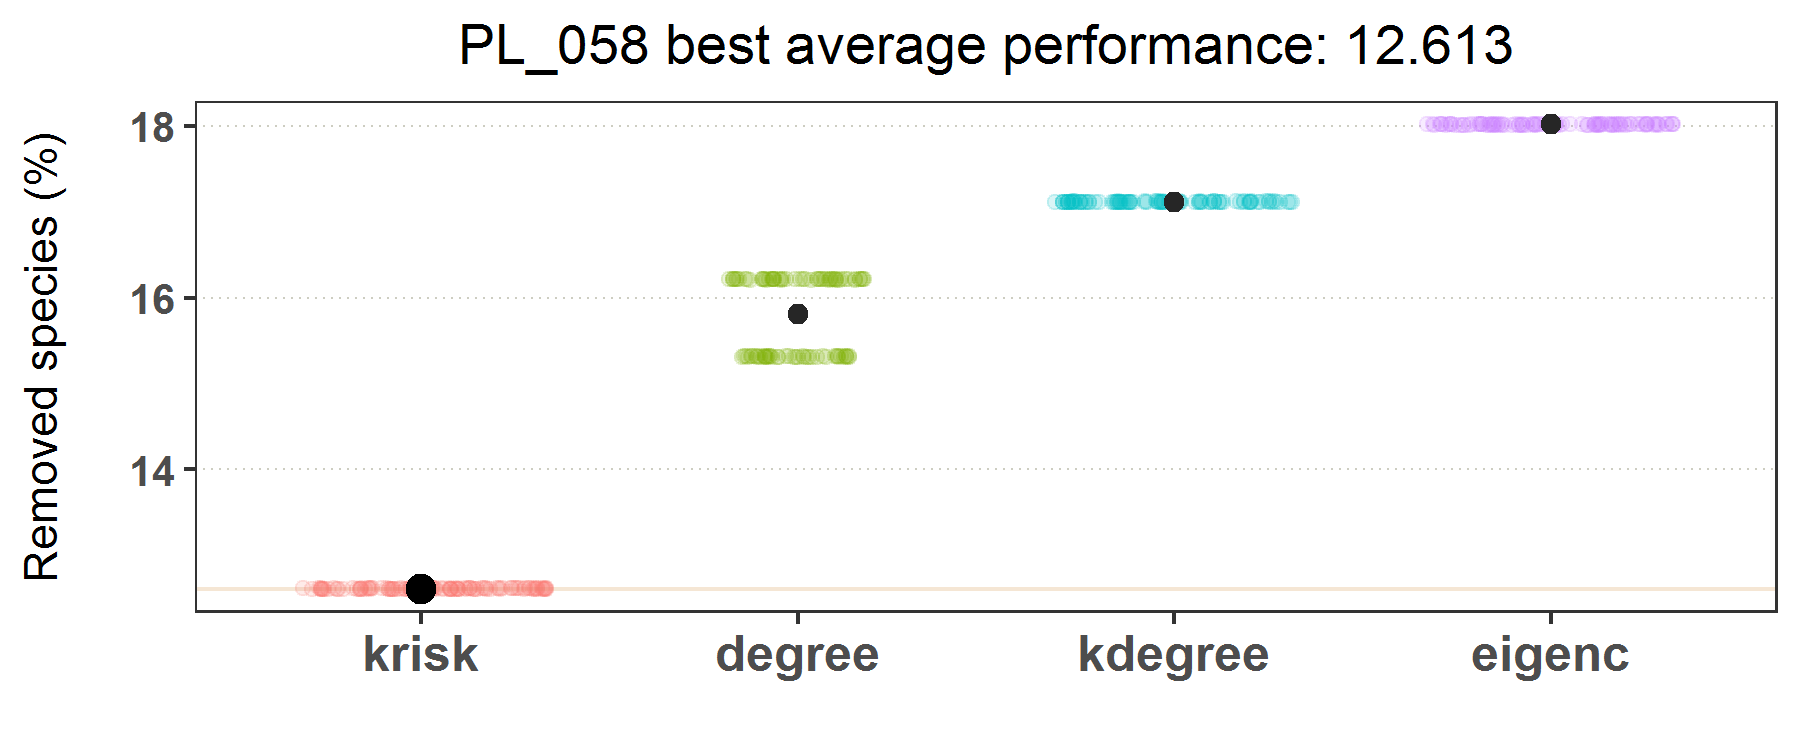 PL_058 best average performance: 12.613
Removed species (%)
18
16
14
krisk degree kdegree eigenc